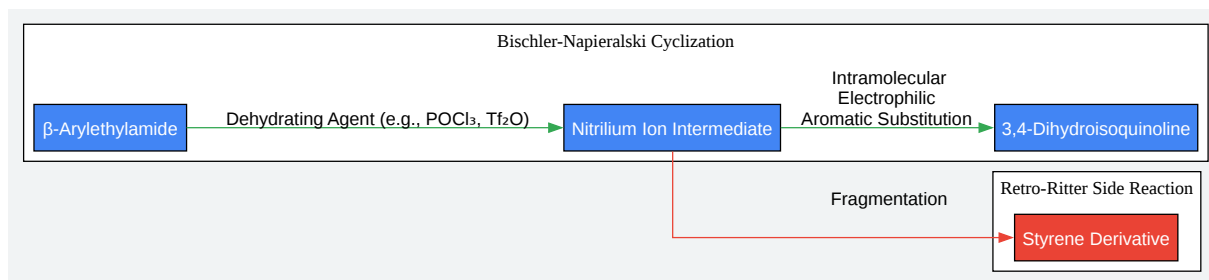 Bischler-Napieralski Cyclization
β-Arylethylamide
Dehydrating Agent (e.g., POCl₃, Tf₂O)
Nitrilium Ion Intermediate
Intramolecular
Electrophilic
Aromatic Substitution
3,4-Dihydroisoquinoline
Fragmentation
Retro-Ritter Side Reaction
Styrene Derivative